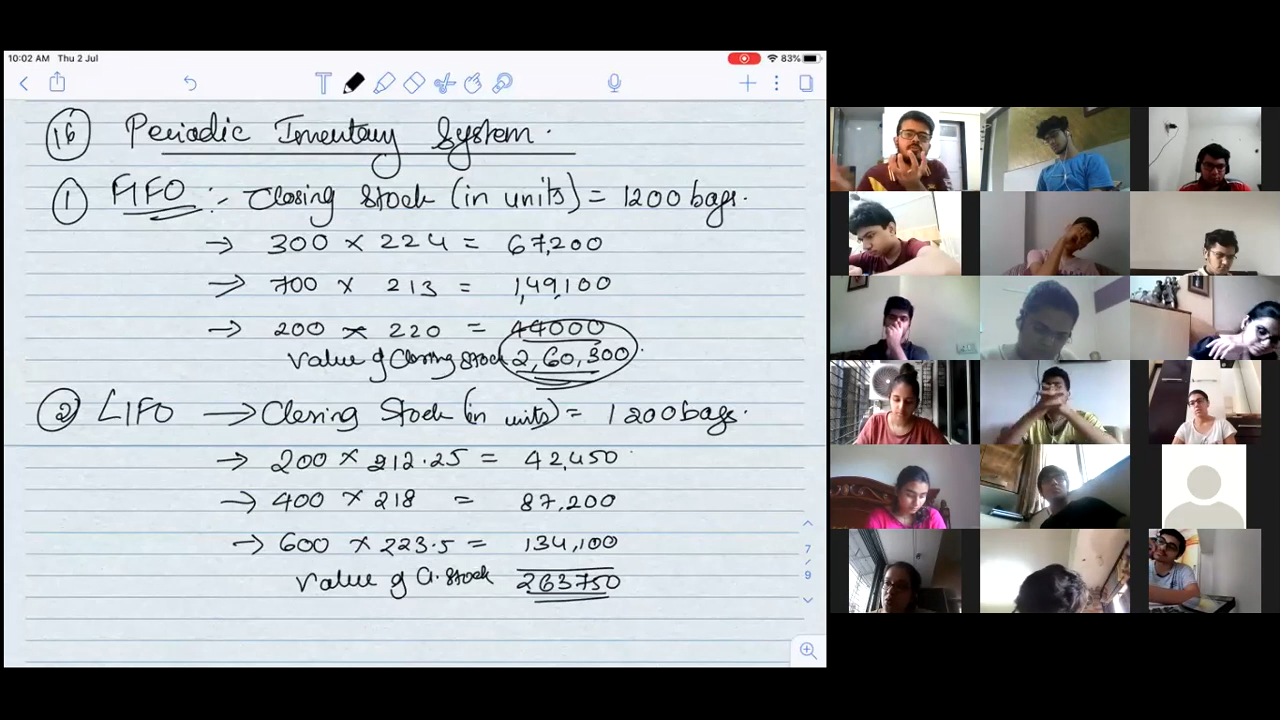 10:02 AM Thu 2 Jul
83%
T
16 Periodic Inventory System.
1 FIFO :- Closing Stock (in units) = 1200 bags.
→ 300 × 224 = 67,200
→ 700 × 213 = 1,49,100
→ 200 × 220 = 44000
Value of Closing Stock 2,60,300.
2 LIFO → Closing Stock (in units) = 1200 bags.
→ 200 × 212.25 = 42,450
→ 400 × 218 = 87,200
→ 600 × 223.5 = 134,100
Value of Cl. Stock 263750
7
/
9